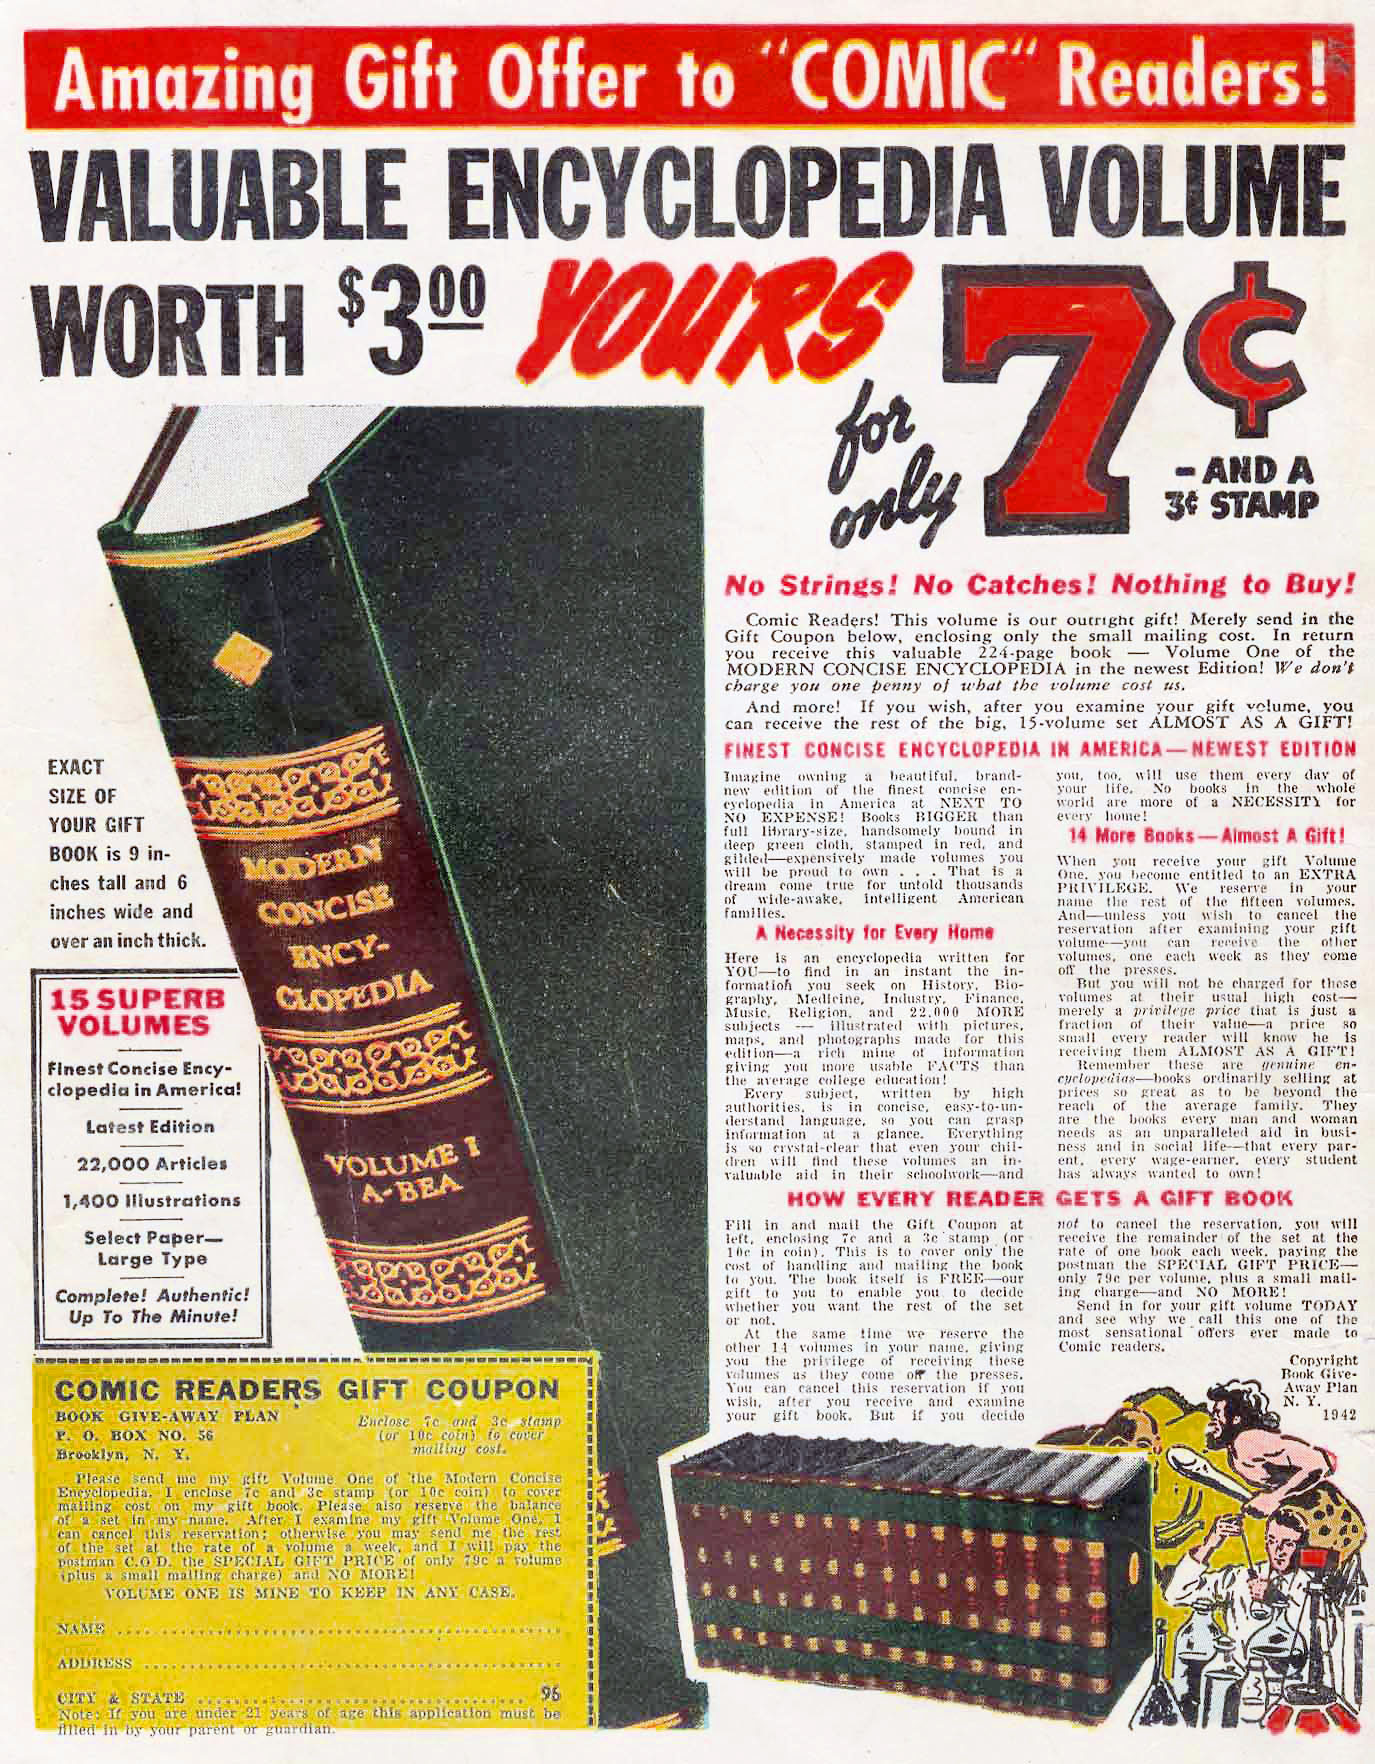 Amazing Gift Offer to "COMIC" Readers!
VALUABLE ENCYCLOPEDIA VOLUME
WORTH $3.00 YOURS
for only 7¢
- AND A
3¢ STAMP
No Strings! No Catches! Nothing to Buy!
Comic Readers! This volume is our outright gift! Merely send in the
Gift Coupon below, enclosing only the small mailing cost. In return
you receive this valuable 224-page book — Volume One of the
MODERN CONCISE ENCYCLOPEDIA in the newest Edition! We don't
charge you one penny of what the volume cost us.
And more! If you wish, after you examine your gift volume, you
can receive the rest of the big, 15-volume set ALMOST AS A GIFT!
FINEST CONCISE ENCYCLOPEDIA IN AMERICA—NEWEST EDITION
Imagine owning a beautiful, brand-
new edition of the finest concise en-
cyclopedia in America at NEXT TO
NO EXPENSE! Books BIGGER than
full library-size, handsomely bound in
deep green cloth, stamped in red, and
gilded—expensively made volumes you
will be proud to own . . . That is a
dream come true for untold thousands
of wide-awake, intelligent American
families.
A Necessity for Every Home
Here is an encyclopedia written for
YOU—to find in an instant the in-
formation you seek on History, Bio-
graphy, Medicine, Industry, Finance,
Music, Religion, and 22,000 MORE
subjects — illustrated with pictures,
maps, and photographs made for this
edition—a rich mine of information
giving you more usable FACTS than
the average college education!
Every subject, written by high
authorities, is in concise, easy-to-un-
derstand language, so you can grasp
information at a glance. Everything
is so crystal-clear that even your chil-
dren will find these volumes an in-
valuable aid in their schoolwork—and
you, too, will use them every day of
your life. No books in the whole
world are more of a NECESSITY for
every home!
14 More Books—Almost A Gift!
When you receive your gift Volume
One, you become entitled to an EXTRA
PRIVILEGE. We reserve in your
name the rest of the fifteen volumes.
And—unless you wish to cancel the
reservation after examining your gift
volume—you can receive the other
volumes, one each week as they come
off the presses.
But you will not be charged for these
volumes at their usual high cost—
merely a privilege price that is just a
fraction of their value—a price so
small every reader will know he is
receiving them ALMOST AS A GIFT!
Remember these are genuine en-
cyclopedias—books ordinarily selling at
prices so great as to be beyond the
reach of the average family. They
are the books every man and woman
needs as an unparalleled aid in busi-
ness and in social life—that every par-
ent, every wage-earner, every student
has always wanted to own!
HOW EVERY READER GETS A GIFT BOOK
Fill in and mail the Gift Coupon at
left, enclosing 7c and a 3c stamp (or
10c in coin). This is to cover only the
cost of handling and mailing the book
to you. The book itself is FREE—our
gift to you to enable you to decide
whether you want the rest of the set
or not.
At the same time we reserve the
other 14 volumes in your name, giving
you the privilege of receiving these
volumes as they come off the presses.
You can cancel this reservation if you
wish, after you receive and examine
your gift book. But if you decide
not to cancel the reservation, you will
receive the remainder of the set at the
rate of one book each week, paying the
postman the SPECIAL GIFT PRICE—
only 79c per volume, plus a small mail-
ing charge—and NO MORE!
Send in for your gift volume TODAY
and see why we call this one of the
most sensational offers ever made to
Comic readers.
Copyright
Book Give-
Away Plan
N. Y.
1942
EXACT
SIZE OF
YOUR GIFT
BOOK is 9 in-
ches tall and 6
inches wide and
over an inch thick.
MODERN
CONCISE
ENCY-
CLOPEDIA
VOLUME I
A-BEA
15 SUPERB
VOLUMES
Finest Concise Ency-
clopedia in America!
Latest Edition
22,000 Articles
1,400 Illustrations
Select Paper—
Large Type
Complete! Authentic!
Up To The Minute!
COMIC READERS GIFT COUPON
BOOK GIVE-AWAY PLAN
P. O. BOX NO. 56
Brooklyn, N. Y.
Enclose 7c and 3c stamp
(or 10c coin) to cover
mailing cost.
Please send me my gift Volume One of the Modern Concise
Encyclopedia. I enclose 7c and 3c stamp (or 10c coin) to cover
mailing cost on my gift book. Please also reserve the balance
of a set in my name. After I examine my gift Volume One, I
can cancel this reservation; otherwise you may send me the rest
of the set at the rate of a volume a week, and I will pay the
postman C.O.D. the SPECIAL GIFT PRICE of only 79c a volume
(plus a small mailing charge) and NO MORE!
VOLUME ONE IS MINE TO KEEP IN ANY CASE.
NAME
ADDRESS
CITY & STATE 96
Note: If you are under 21 years of age this application must be
filled in by your parent or guardian.